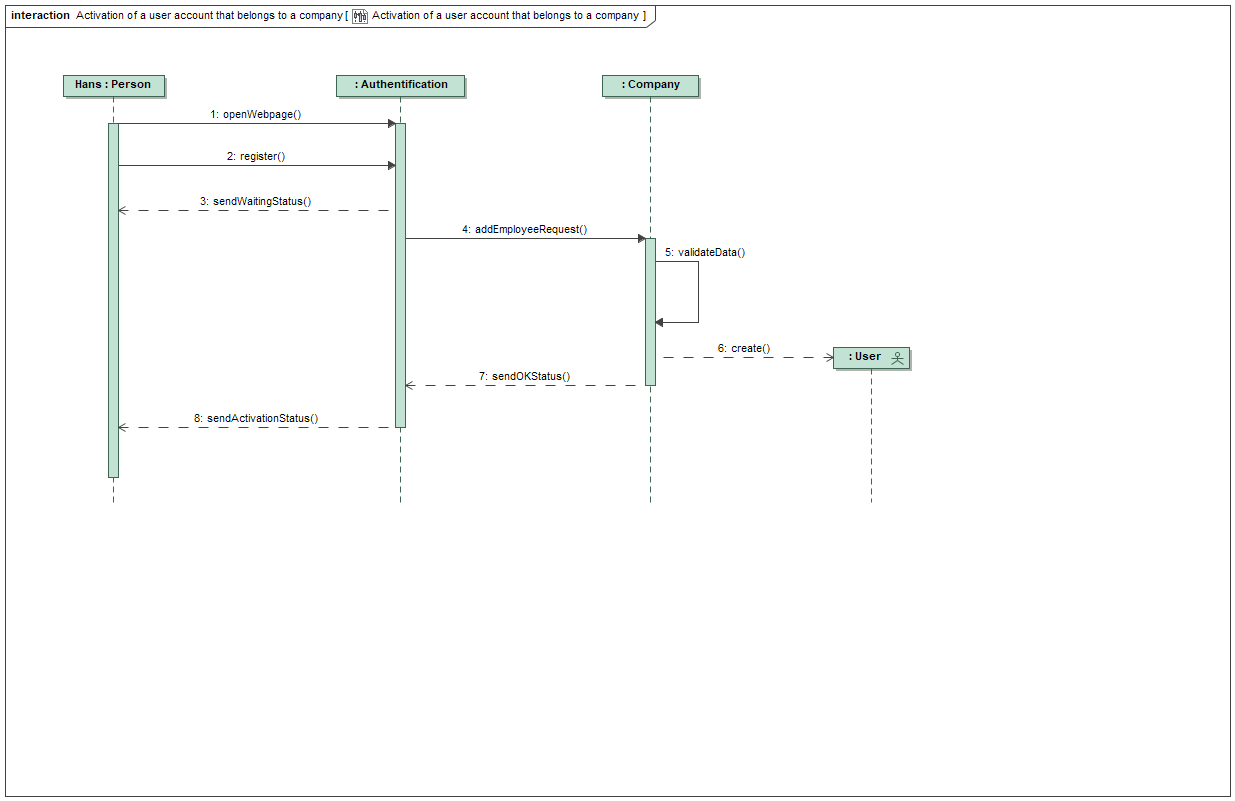 interaction Activation of a user account that belongs to a company [ Activation of a user account that belongs to a company ]
Hans : Person
: Authentification
: Company
1: openWebpage()
2: register()
3: sendWaitingStatus()
4: addEmployeeRequest()
5: validateData()
6: create()
: User
7: sendOKStatus()
8: sendActivationStatus()